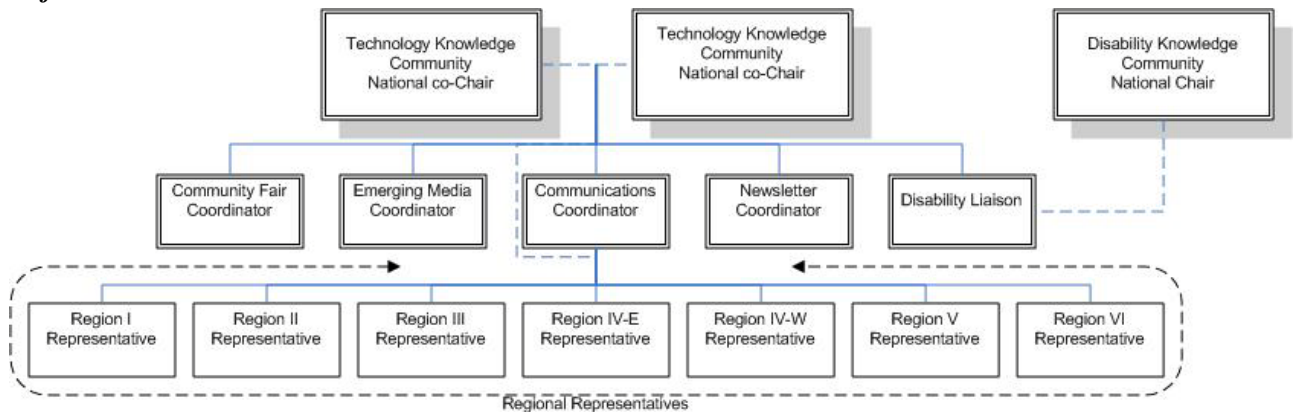 Technology Knowledge
Community
National co-Chair
Technology Knowledge
Community
National co-Chair
Disability Knowledge
Community
National Chair
Community Fair
Coordinator
Emerging Media
Coordinator
Communications
Coordinator
Newsletter
Coordinator
Disability Liaison
Region I
Representative
Region II
Representative
Region III
Representative
Region IV-E
Representative
Region IV-W
Representative
Region V
Representative
Region VI
Representative
Regional Representatives